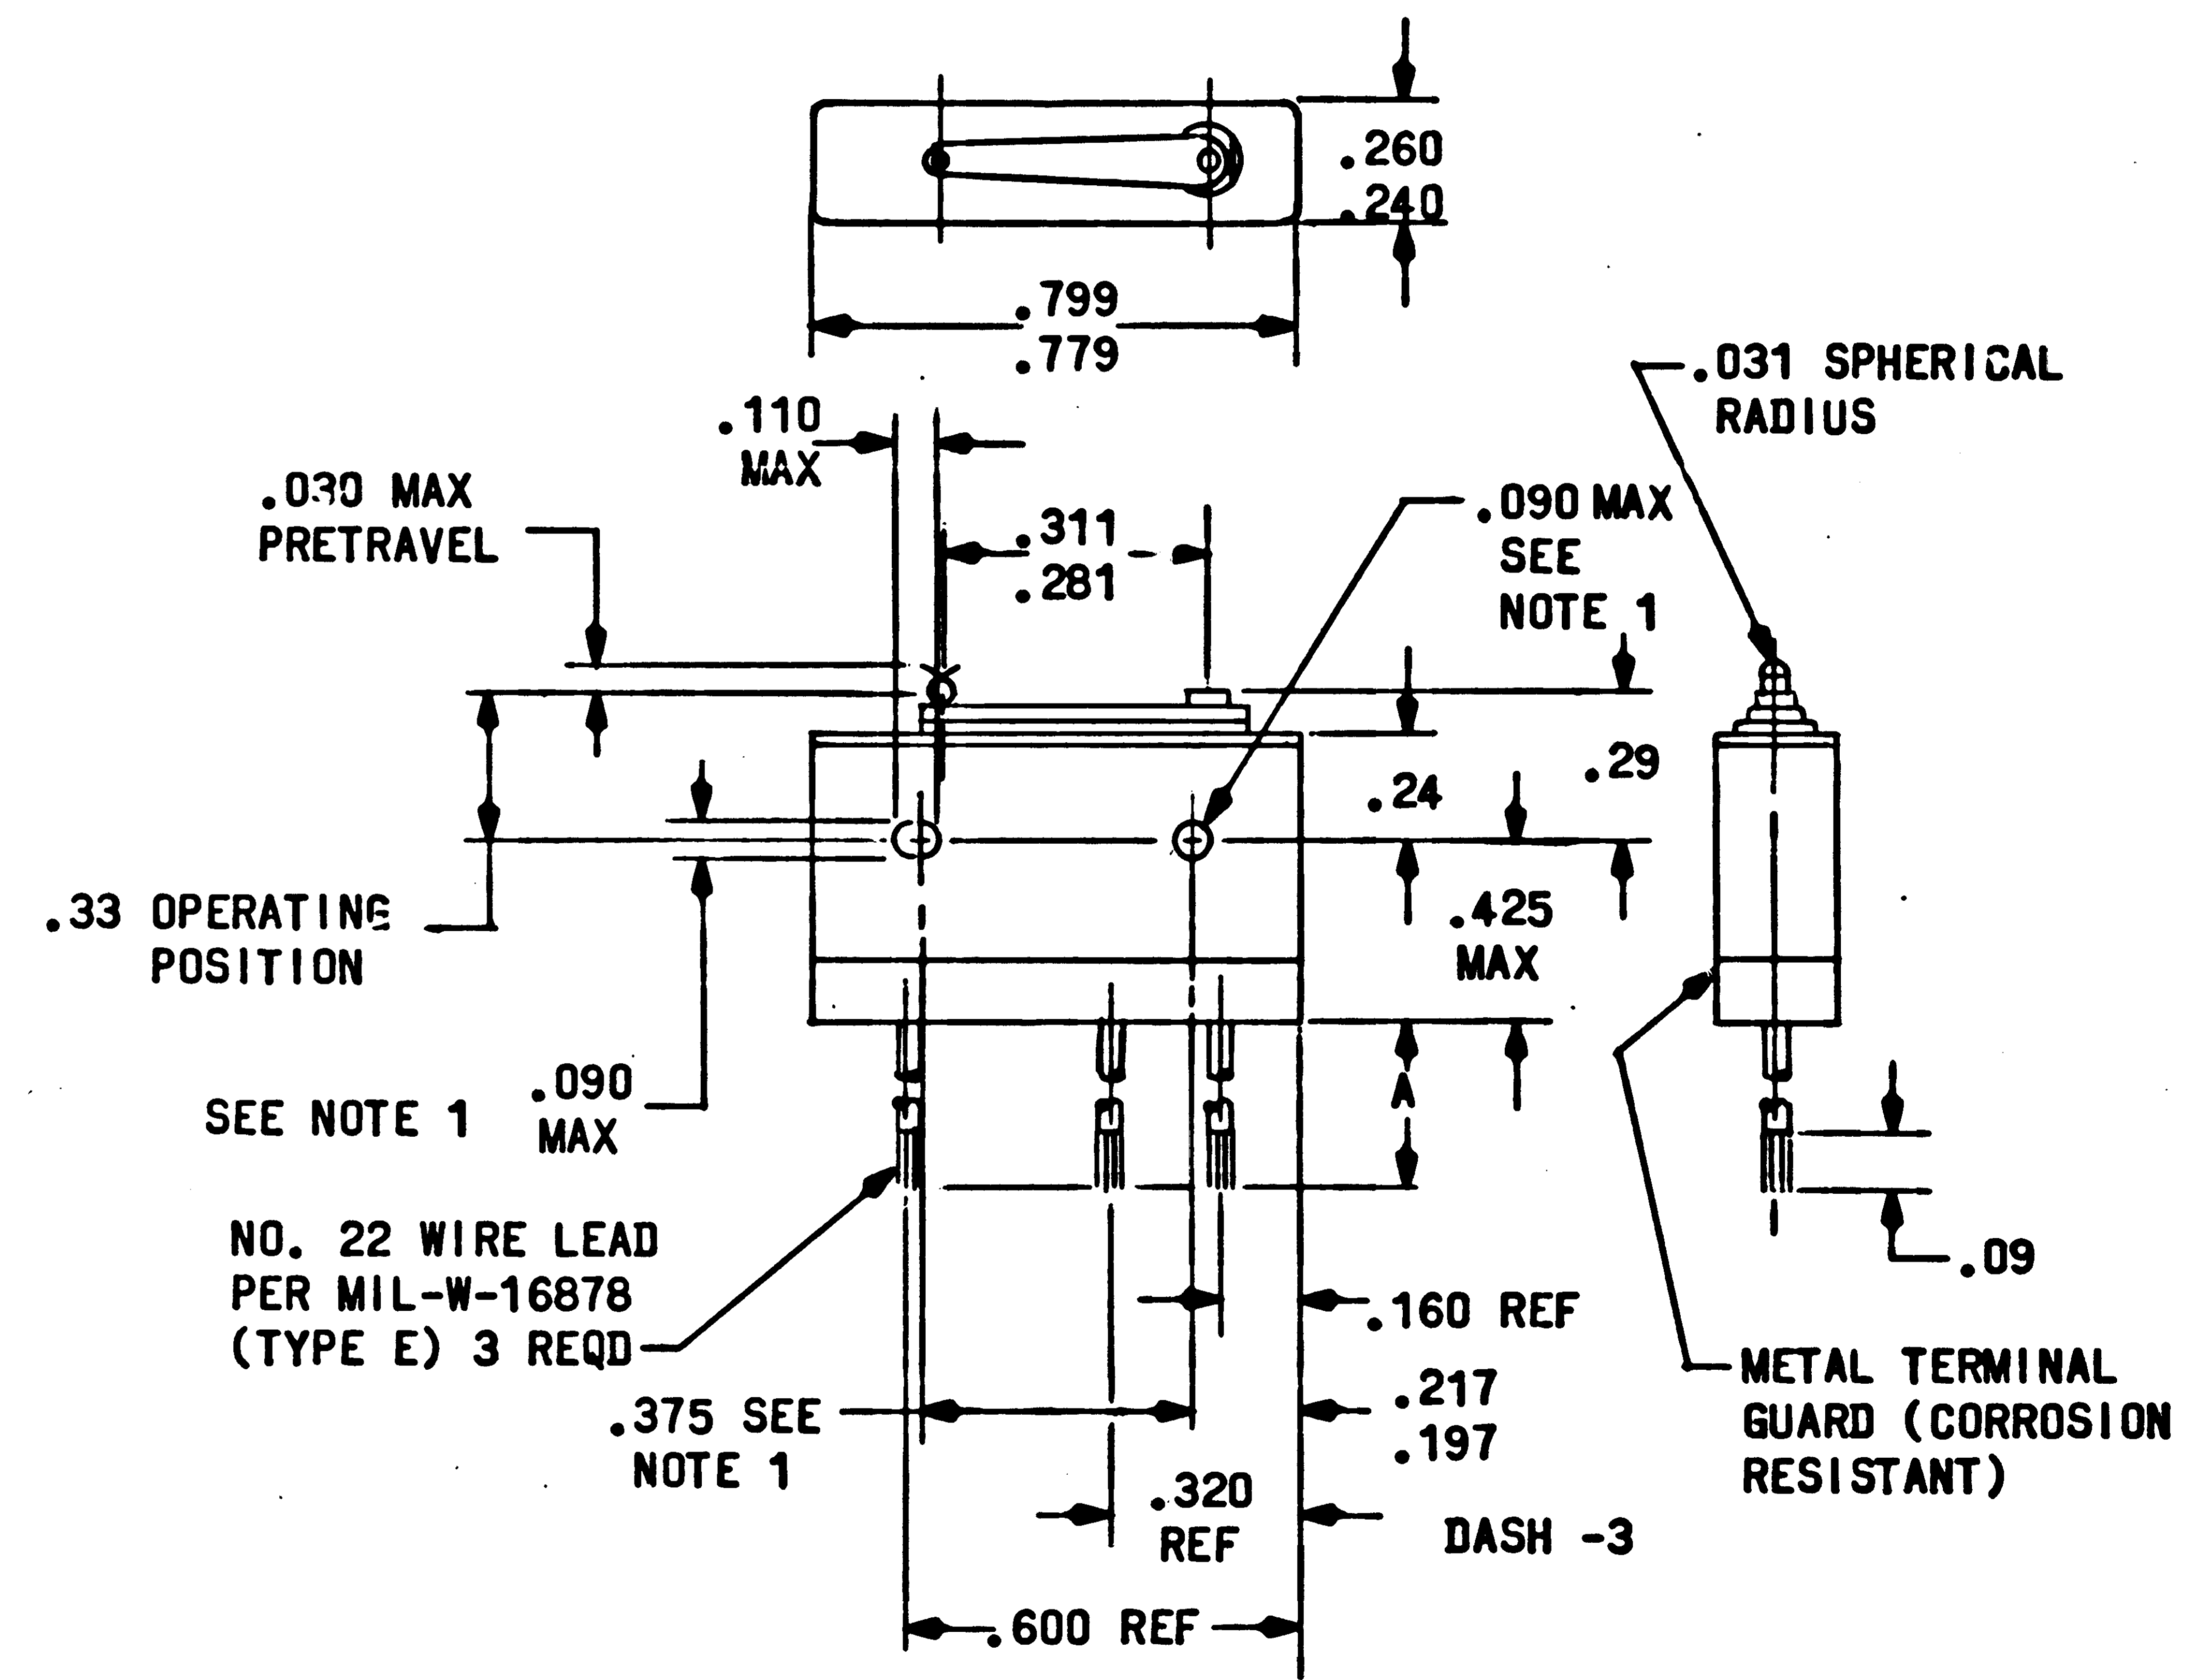 .260
.240
.799
.779
.031 SPHERICAL
RADIUS
.110
MAX
.030 MAX
PRETRAVEL
.311
.281
.090 MAX
SEE
NOTE 1
.29
.24
.33 OPERATING
POSITION
.425
MAX
SEE NOTE 1
.090
MAX
A
NO. 22 WIRE LEAD
PER MIL-W-16878
(TYPE E) 3 REQD
.09
.160 REF
METAL TERMINAL
GUARD (CORROSION
RESISTANT)
.375 SEE
NOTE 1
.217
.197
.320
REF
DASH -3
.600 REF